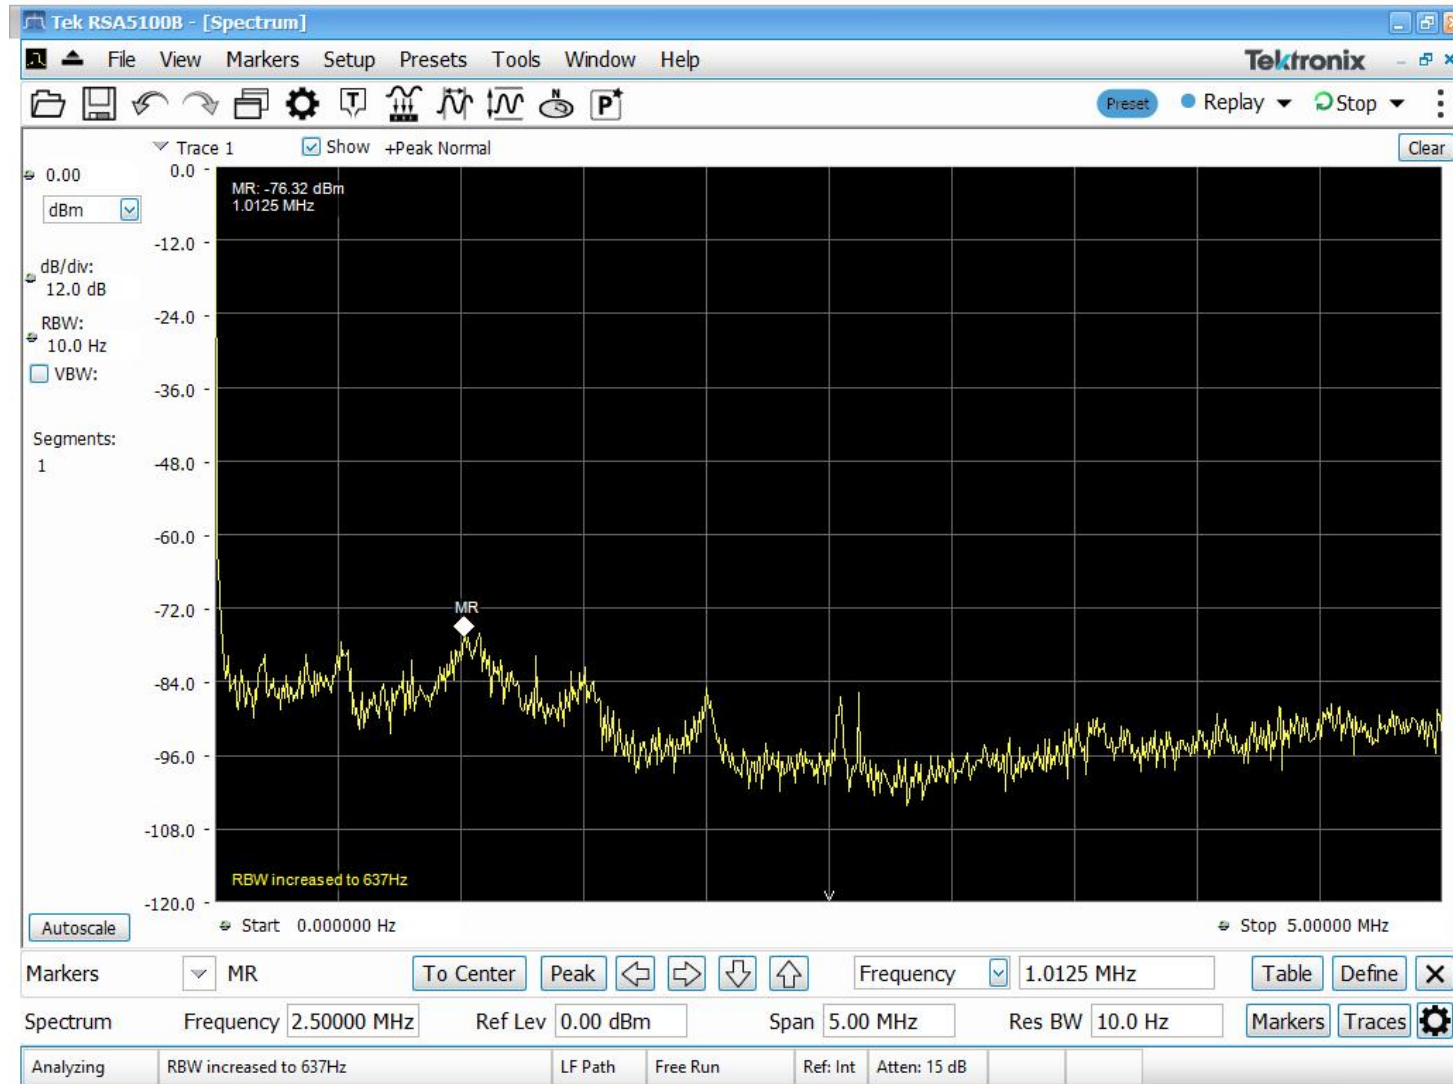 Tek RSA5100B - [Spectrum]
File View Markers Setup Presets Tools Window Help Tektronix
T N P Preset Replay Stop
Trace 1 Show +Peak Normal Clear
0.00
dBm
dB/div:
12.0 dB
RBW:
10.0 Hz
VBW:
Segments:
1
Autoscale
0.0
-12.0
-24.0
-36.0
-48.0
-60.0
-72.0
-84.0
-96.0
-108.0
-120.0
MR: -76.32 dBm
1.0125 MHz
MR
RBW increased to 637Hz
Start 0.000000 Hz Stop 5.00000 MHz
Markers MR To Center Peak Frequency 1.0125 MHz Table Define
Spectrum Frequency 2.50000 MHz Ref Lev 0.00 dBm Span 5.00 MHz Res BW 10.0 Hz Markers Traces
Analyzing RBW increased to 637Hz LF Path Free Run Ref: Int Atten: 15 dB